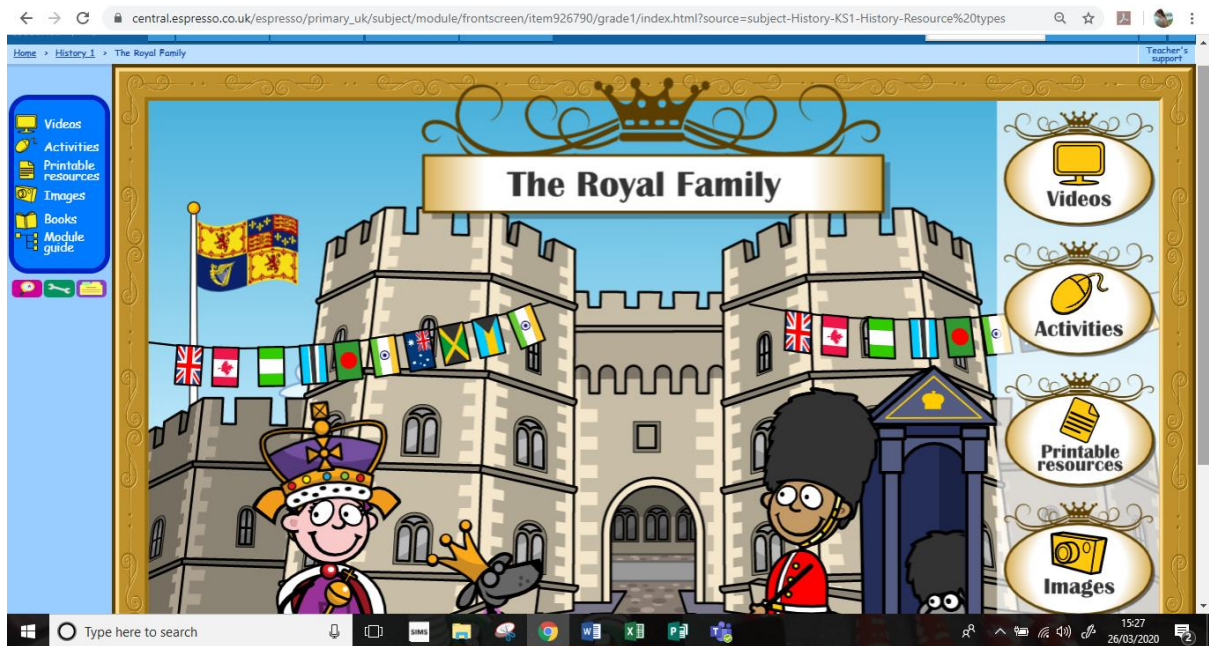 central.espresso.co.uk/espresso/primary_uk/subject/module/frontscreen/item926790/grade1/index.html?source=subject-History-KS1-History-Resource%20types
Home > History 1 > The Royal Family
Teacher's
support
Videos
Activities
Printable
resources
Images
Books
Module
guide
The Royal Family
Videos
Activities
Printable
resources
Images
Type here to search
SIMS
15:27
26/03/2020
2